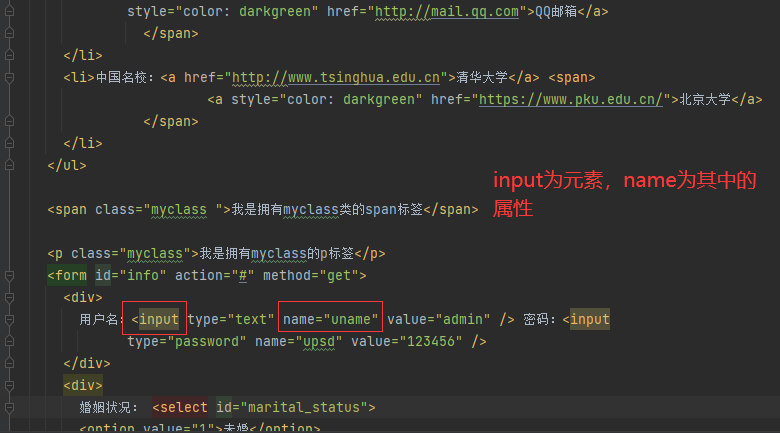 style="color: darkgreen" href="http://mail.qq.com">QQ邮箱</a>
</span>
</li>
<li>中国名校：<a href="http://www.tsinghua.edu.cn">清华大学</a> <span>
<a style="color: darkgreen" href="https://www.pku.edu.cn/">北京大学</a>
</span>
</li>
</ul>
input为元素，name为其中的
属性
<span class="myclass ">我是拥有myclass类的span标签</span>
<p class="myclass">我是拥有myclass的p标签</p>
<form id="info" action="#" method="get">
<div>
用户名：<input type="text" name="uname" value="admin" /> 密码：<input
type="password" name="upsd" value="123456" />
</div>
<div>
婚姻状况： <select id="marital_status">
<option value="1">未婚</option>